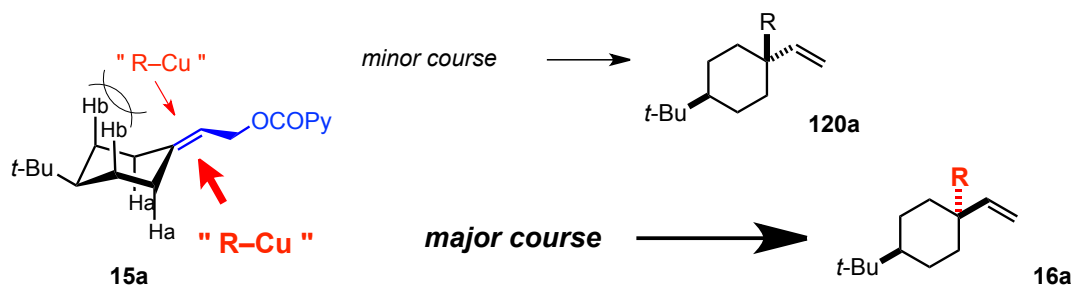 " R–Cu "
Hb
Hb
OCOPy
t-Bu
Ha
Ha
" R–Cu "
15a
minor course
R
t-Bu
120a
major course
R
t-Bu
16a